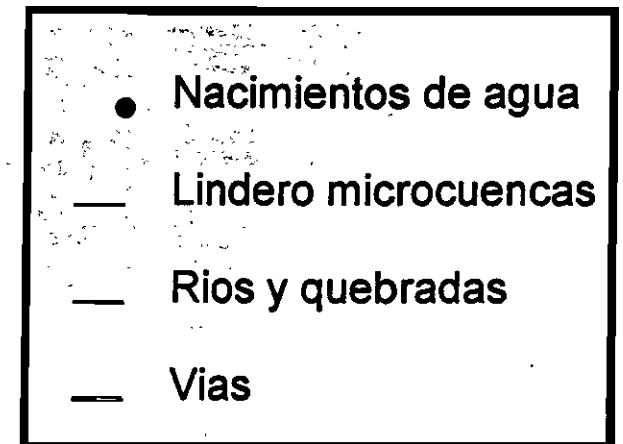 Nacimientos de agua
Lindero microcuencas
Rios y quebradas
Vias